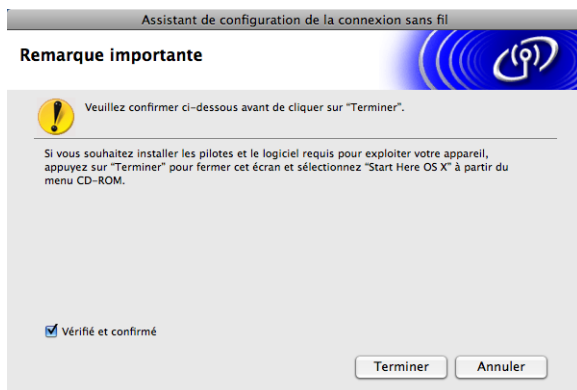 Assistant de configuration de la connexion sans fil
Remarque importante
Veuillez confirmer ci-dessous avant de cliquer sur “Terminer”.
Si vous souhaitez installer les pilotes et le logiciel requis pour exploiter votre appareil,
appuyez sur “Terminer” pour fermer cet écran et sélectionnez “Start Here OS X” à partir du
menu CD-ROM.
Vérifié et confirmé
Terminer Annuler